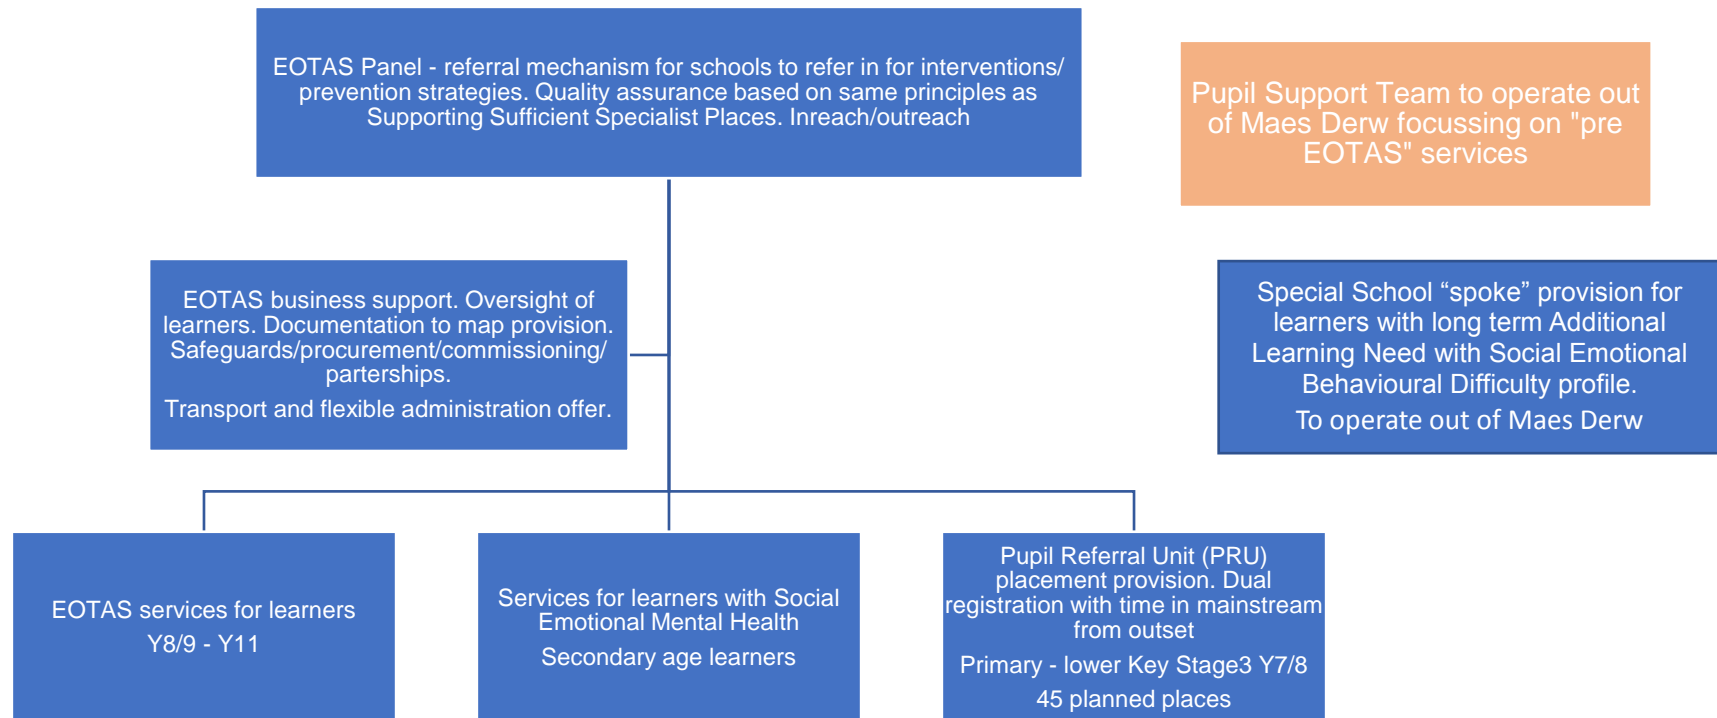 EOTAS Panel - referral mechanism for schools to refer in for interventions/
prevention strategies. Quality assurance based on same principles as
Supporting Sufficient Specialist Places. Inreach/outreach
Pupil Support Team to operate out
of Maes Derw focussing on "pre
EOTAS" services
EOTAS business support. Oversight of
learners. Documentation to map provision.
Safeguards/procurement/commissioning/
parterships.
Transport and flexible administration offer.
Special School “spoke” provision for
learners with long term Additional
Learning Need with Social Emotional
Behavioural Difficulty profile.
To operate out of Maes Derw
EOTAS services for learners
Y8/9 - Y11
Services for learners with Social
Emotional Mental Health
Secondary age learners
Pupil Referral Unit (PRU)
placement provision. Dual
registration with time in mainstream
from outset
Primary - lower Key Stage3 Y7/8
45 planned places